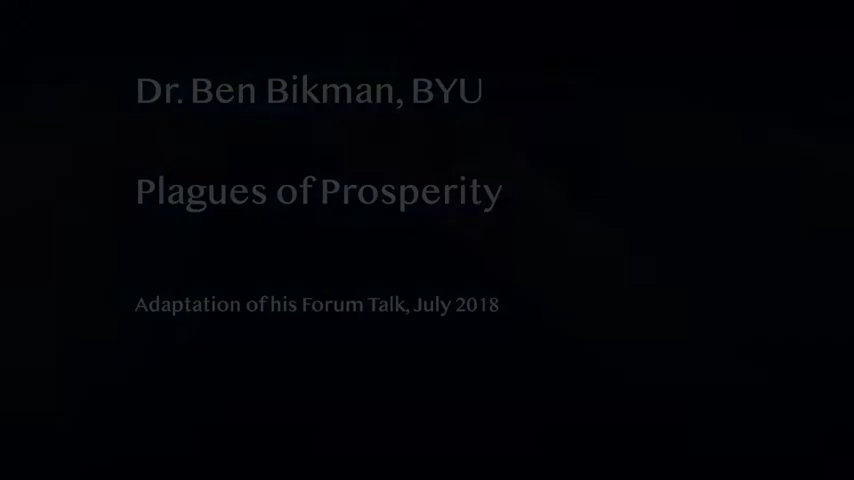 Dr. Ben Bikman, BYU
Plagues of Prosperity
Adaptation of his Forum Talk, July 2018